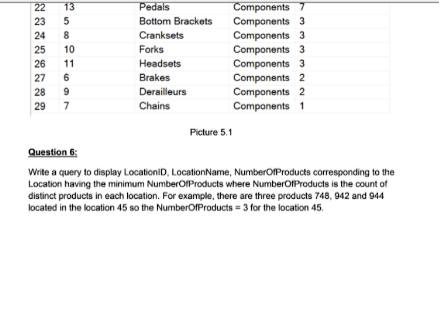 22 13 Pedals Components 7
23 5 Bottom Brackets Components 3
24 8 Cranksets Components 3
25 10 Forks Components 3
26 11 Headsets Components 3
27 6 Brakes Components 2
28 9 Derailleurs Components 2
29 7 Chains Components 1
Picture 5.1
Question 6:
Write a query to display LocationID, LocationName, NumberOfProducts corresponding to the
Location having the minimum NumberOfProducts where NumberOfProducts is the count of
distinct products in each location. For example, there are three products 748, 942 and 944
located in the location 45 so the NumberOfProducts = 3 for the location 45.